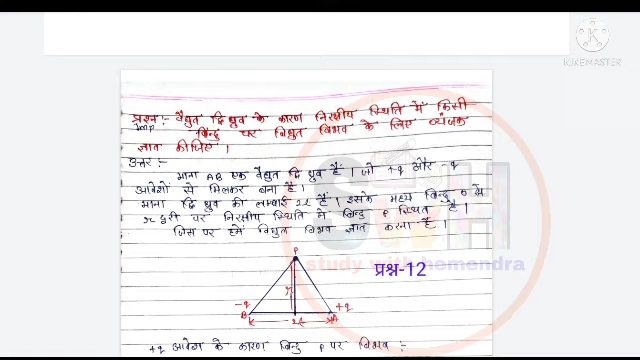 KINEMASTER
प्रश्न :- वैद्युत द्विध्रुव के कारण निरक्षीय स्थिति में किसी
Imp बिन्दु पर विद्युत विभव के लिए व्यंजक
ज्ञात कीजिए।
उत्तर :-
माना AB एक वैद्युत द्विध्रुव है। जो +q और -q
आवेशों से मिलकर बना है।
माना द्विध्रुव की लम्बाई 2l है। इसके मध्य बिन्दु O से
r दूरी पर निरक्षीय स्थिति में बिन्दु P स्थित है।
जिस पर हमें विद्युत विभव ज्ञात करना है।
study with hemendra
प्रश्न-12
P
r
-q
+q
B
2l
A
+q आवेश के कारण बिन्दु P पर विभव :-